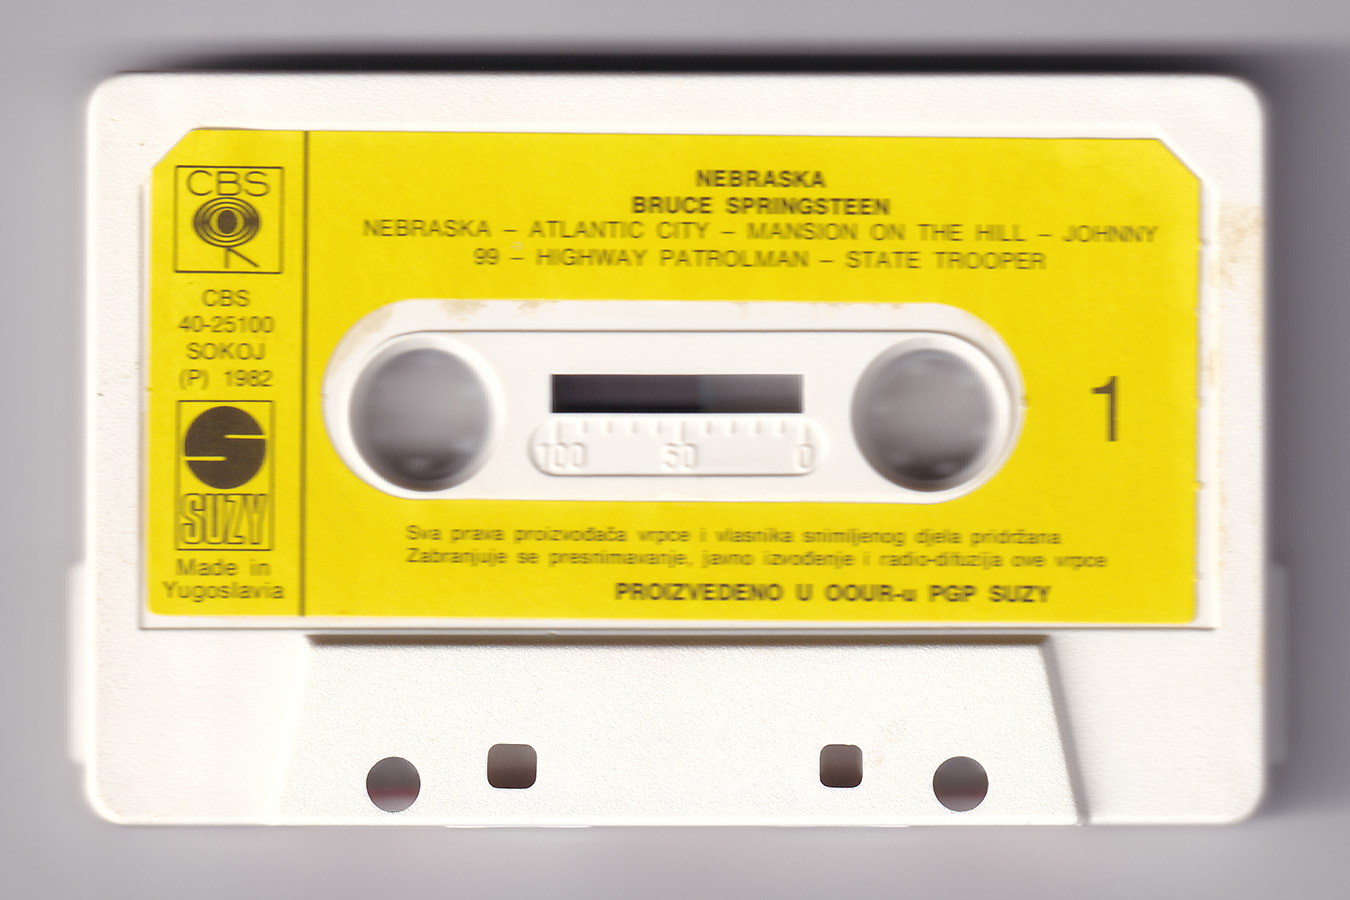 NEBRASKA
BRUCE SPRINGSTEEN
NEBRASKA – ATLANTIC CITY – MANSION ON THE HILL – JOHNNY
99 – HIGHWAY PATROLMAN – STATE TROOPER
CBS
CBS
40-25100
SOKOJ
(P) 1982
SUZY
Made in
Yugoslavia
1
100 50 0
Sva prava proizvođača vrpce i vlasnika snimljenog djela pridržana
Zabranjuje se presnimavanje, javno izvođenje i radio-difuzija ove vrpce
PROIZVEDENO U OOUR-u PGP SUZY